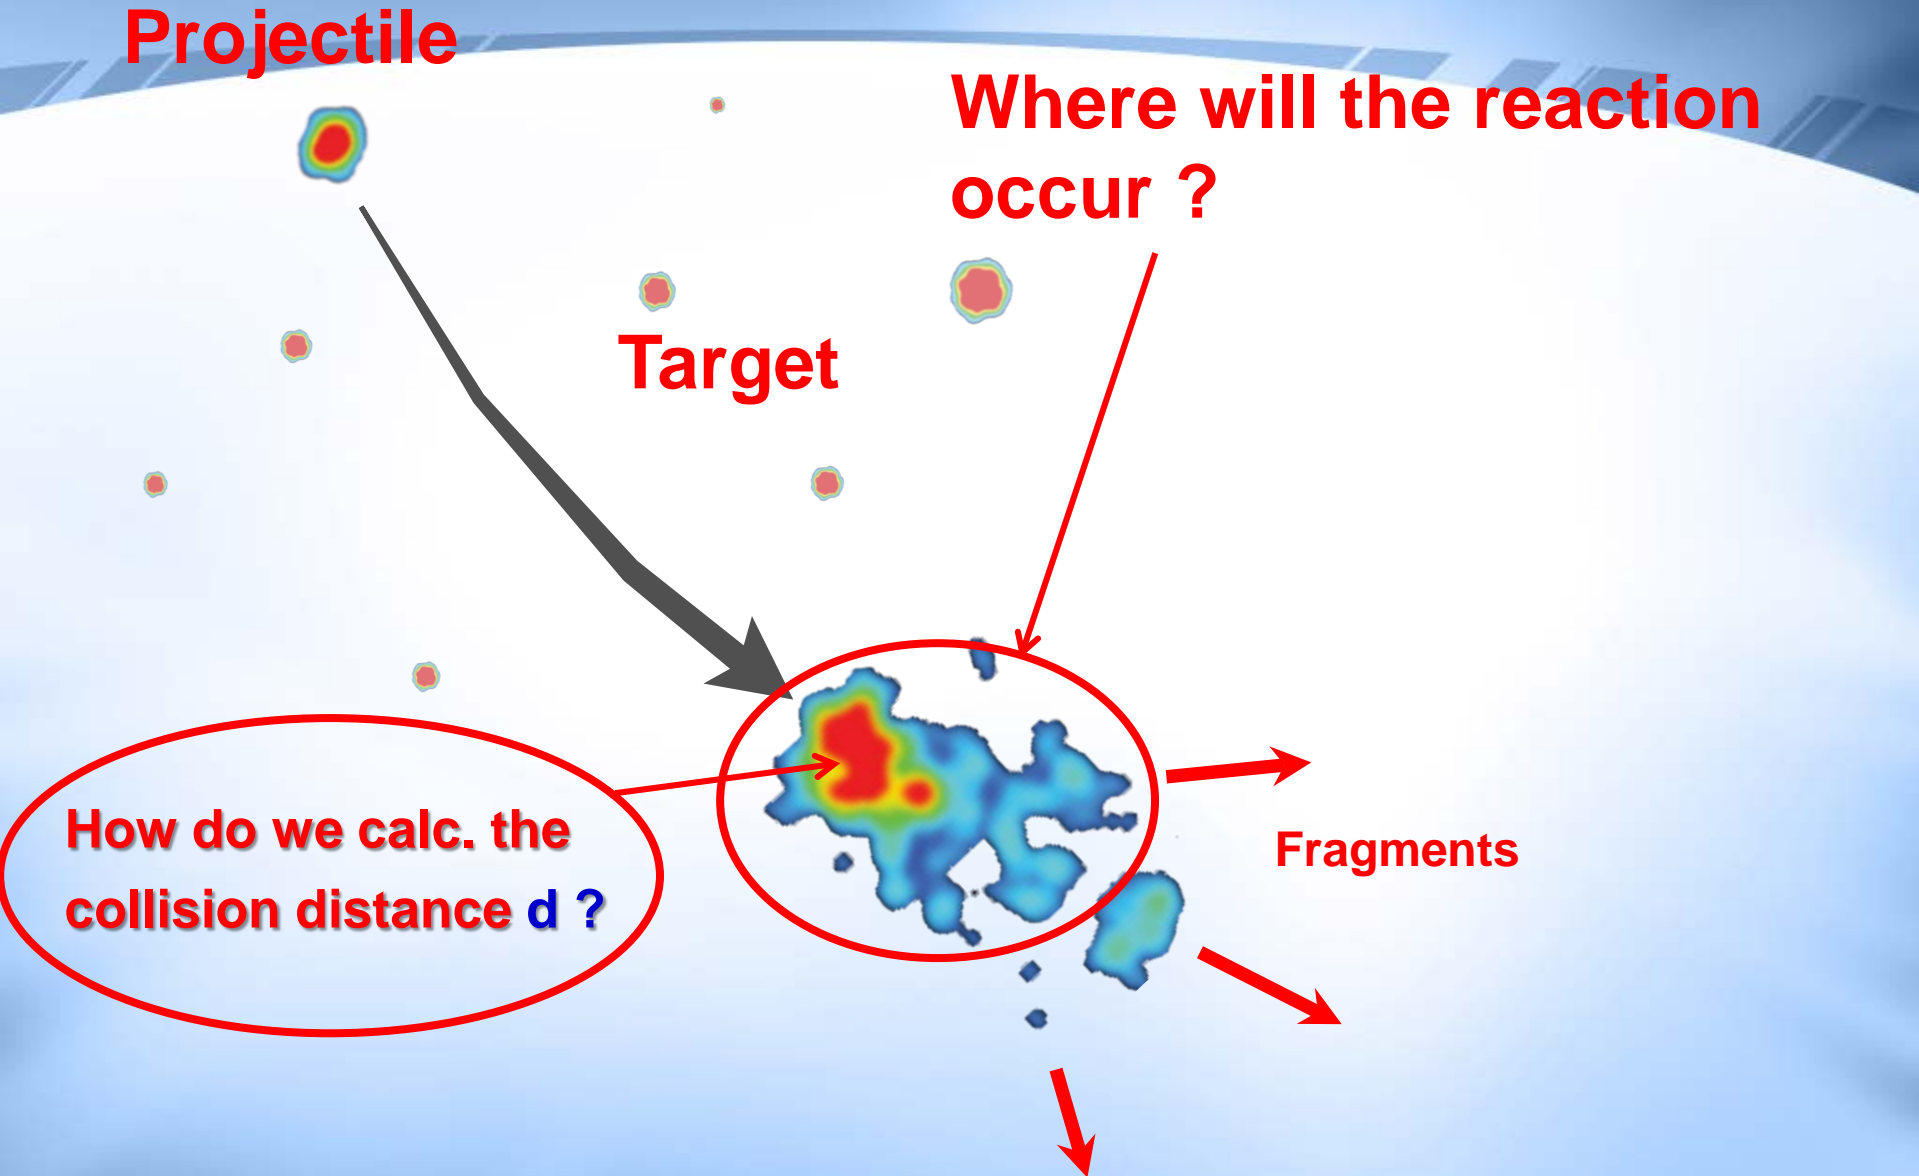 Projectile
Where will the reaction
occur ?
Target
How do we calc. the
collision distance d ?
Fragments